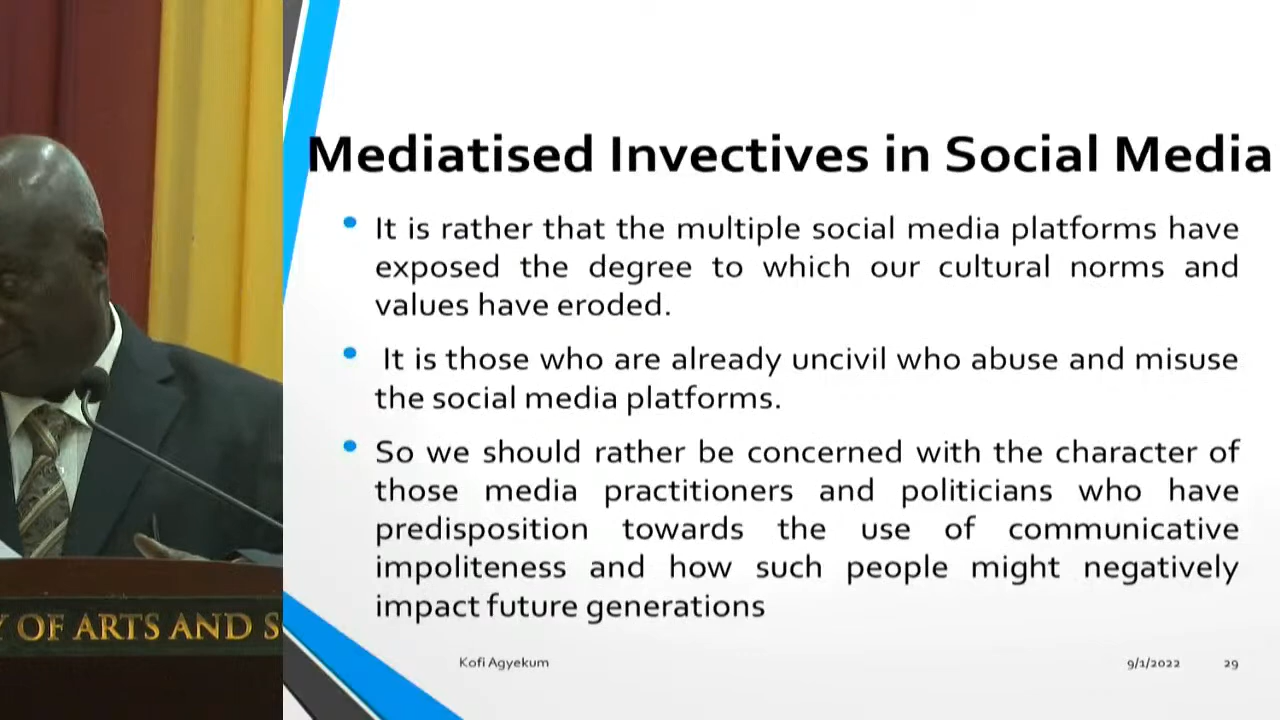 Mediatised Invectives in Social Media
• It is rather that the multiple social media platforms have
exposed the degree to which our cultural norms and
values have eroded.
• It is those who are already uncivil who abuse and misuse
the social media platforms.
• So we should rather be concerned with the character of
those media practitioners and politicians who have
predisposition towards the use of communicative
impoliteness and how such people might negatively
impact future generations
Kofi Agyekum 9/1/2022 29
Y OF ARTS AND S